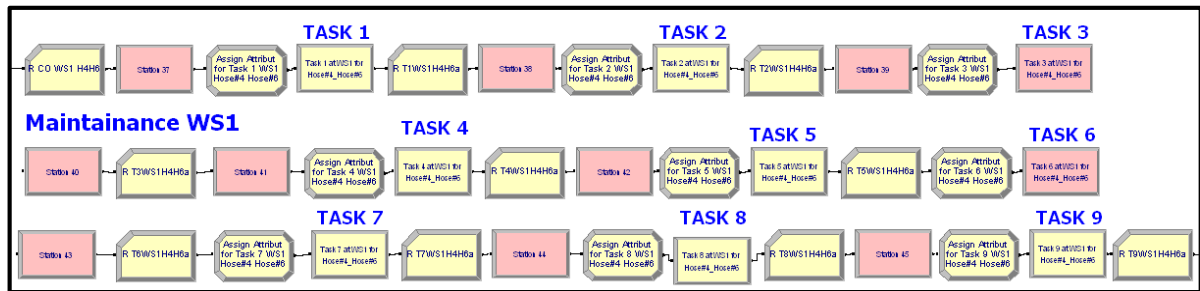 TASK 1
TASK 2
TASK 3
R CO WS1 H4H6
Station 37
Assign Attribut
for Task 1 WS1
Hose#4 Hose#6
Task 1 at WS1 for
Hose#4_Hose#6
R T1WS1H4H6a
Station 38
Assign Attribut
for Task 2 WS1
Hose#4 Hose#6
Task 2 at WS1 for
Hose#4_Hose#6
R T2WS1H4H6a
Station 39
Assign Attribut
for Task 3 WS1
Hose#4 Hose#6
Task 3 at WS1 for
Hose#4_Hose#6
Maintainance WS1
TASK 4
TASK 5
TASK 6
Station 40
R T3WS1H4H6a
Station 41
Assign Attribut
for Task 4 WS1
Hose#4 Hose#6
Task 4 at WS1 for
Hose#4_Hose#6
R T4WS1H4H6a
Station 42
Assign Attribut
for Task 5 WS1
Hose#4 Hose#6
Task 5 at WS1 for
Hose#4_Hose#6
R T5WS1H4H6a
Assign Attribut
for Task 6 WS1
Hose#4 Hose#6
Task 6 at WS1 for
Hose#4_Hose#6
TASK 7
TASK 8
TASK 9
Station 43
R T6WS1H4H6a
Assign Attribut
for Task 7 WS1
Hose#4 Hose#6
Task 7 at WS1 for
Hose#4_Hose#6
R T7WS1H4H6a
Station 44
Assign Attribut
for Task 8 WS1
Hose#4 Hose#6
Task 8 at WS1 for
Hose#4_Hose#6
R T8WS1H4H6a
Station 45
Assign Attribut
for Task 9 WS1
Hose#4 Hose#6
Task 9 at WS1 for
Hose#4_Hose#6
R T9WS1H4H6a